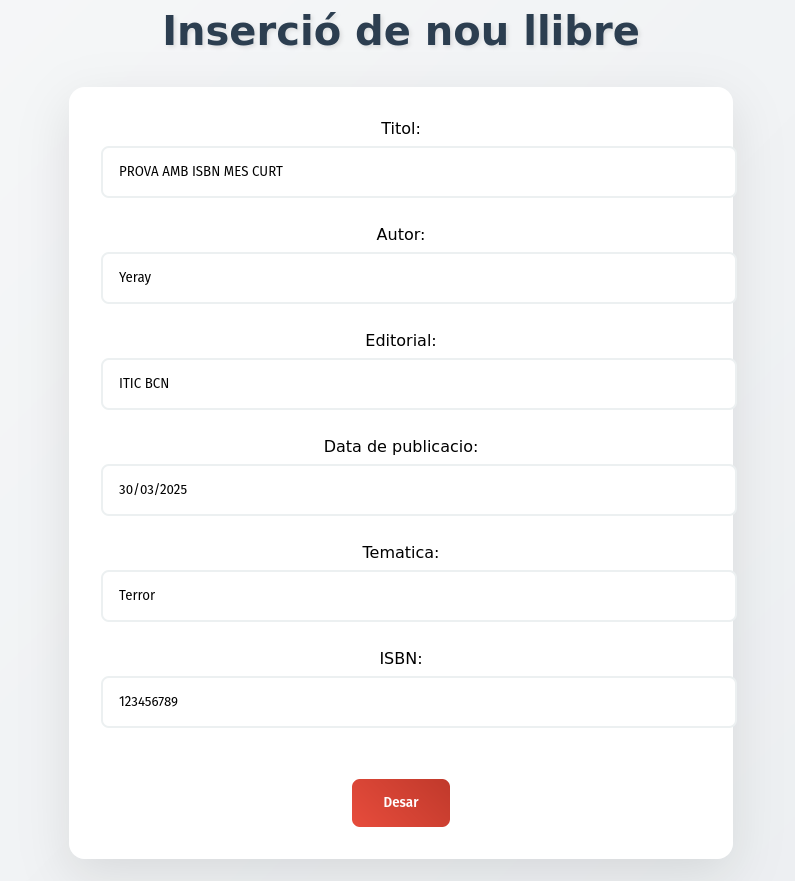 Inserció de nou llibre
Titol:
PROVA AMB ISBN MES CURT
Autor:
Yeray
Editorial:
ITIC BCN
Data de publicacio:
30/03/2025
Tematica:
Terror
ISBN:
123456789
Desar